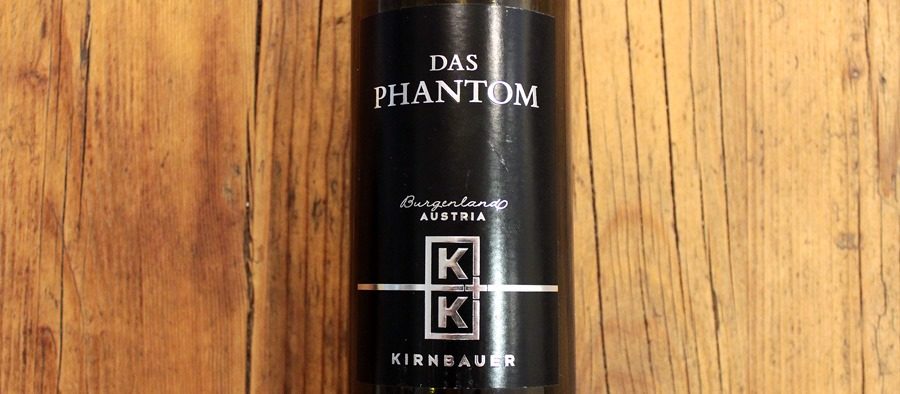 DAS
PHANTOM
Burgenland
AUSTRIA
K+K
KIRNBAUER